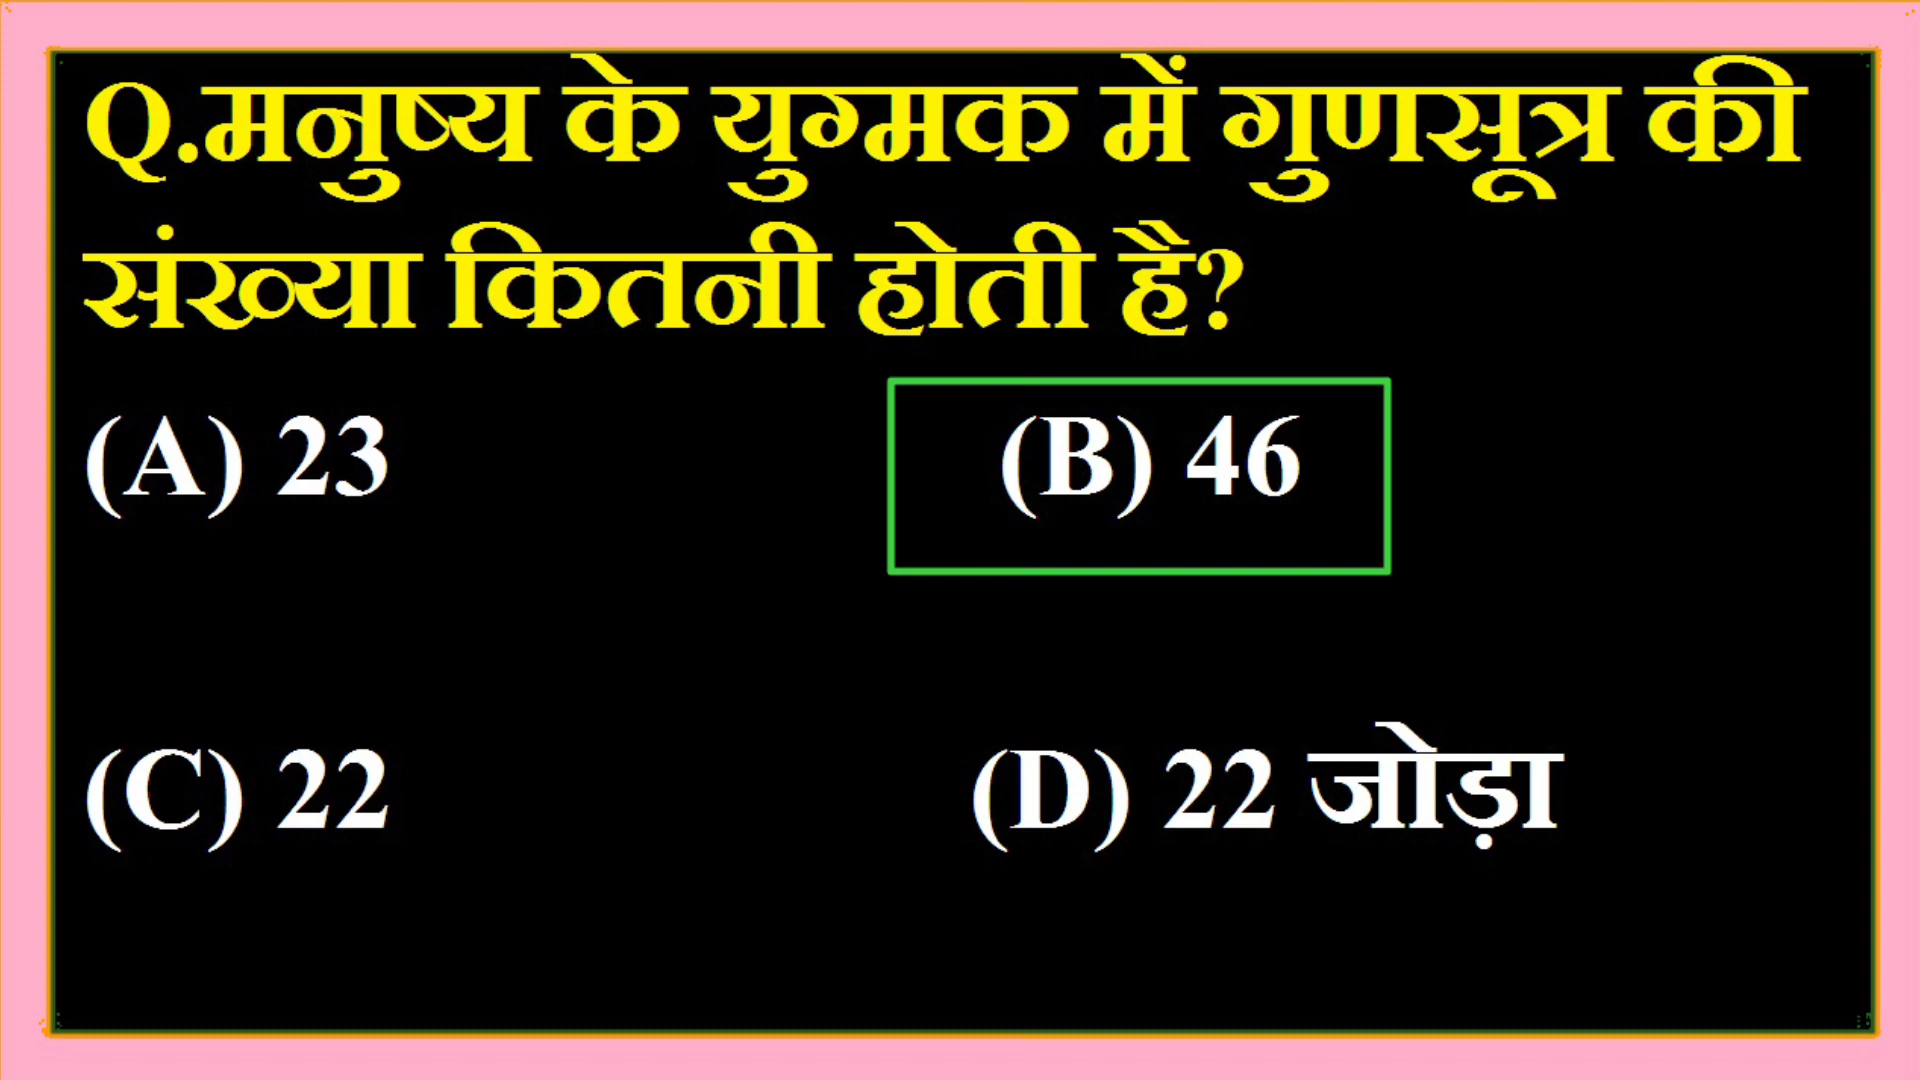 Q.मनुष्य के युग्मक में गुणसूत्र की
संख्या कितनी होती है?
(A) 23 (B) 46
(C) 22 (D) 22 जोड़ा